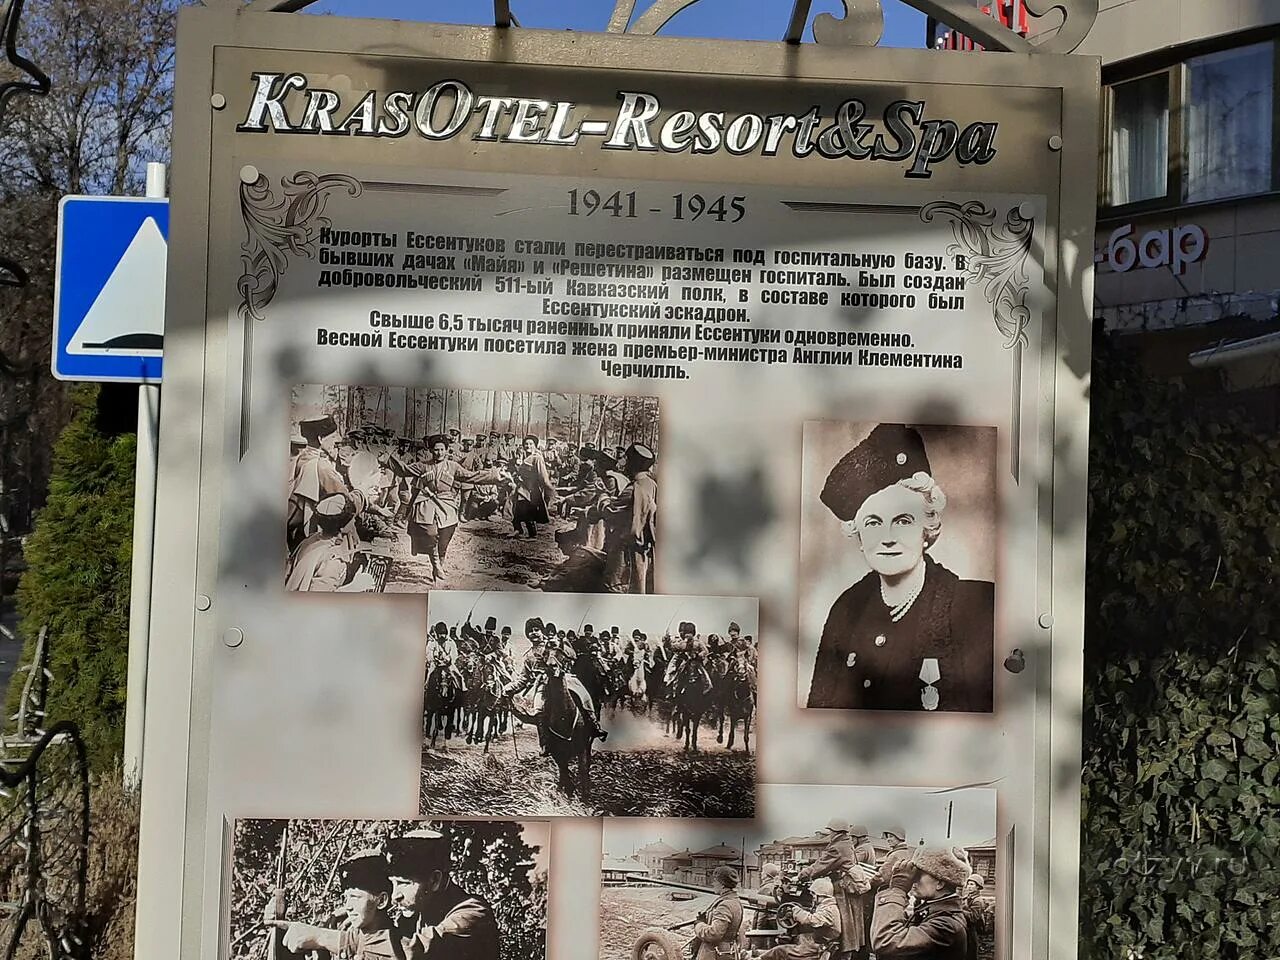 KRASOTEL-Resort&Spa
1941 - 1945
Курорты Ессентуков стали перестраиваться под госпитальную базу. В
бывших дачах «Майя» и «Решетина» размещен госпиталь. Был создан
добровольческий 511-ый Кавказский полк, в составе которого был
Ессентукский эскадрон.
Свыше 6,5 тысяч раненных приняли Ессентуки одновременно.
Весной Ессентуки посетила жена премьер-министра Англии Клементина
Черчилль.
-бар
otzyv.ru